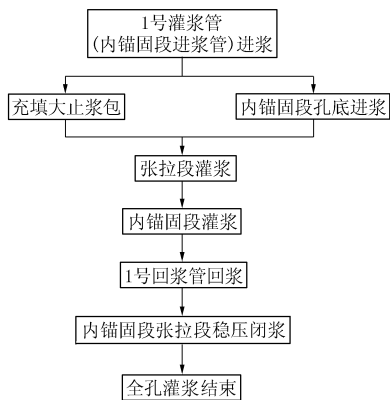 1号灌浆管
(内锚固段进浆管)进浆
充填大止浆包
内锚固段孔底进浆
张拉段灌浆
内锚固段灌浆
1号回浆管回浆
内锚固段张拉段稳压闭浆
全孔灌浆结束